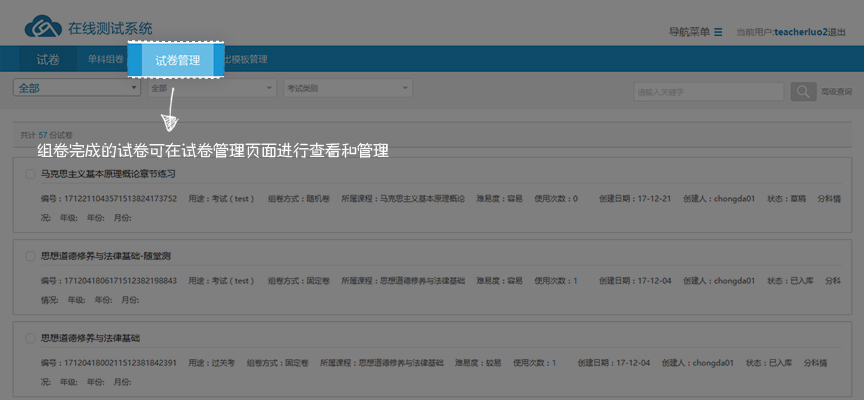 在线测试系统
导航菜单 ☰ 当前用户:teacherluo2退出
试卷 单科组卷 试卷管理 出模板管理
全部 全部 考试类别 请输入关键字 高级查询
共计 57 份试卷
组卷完成的试卷可在试卷管理页面进行查看和管理
马克思主义基本原理概论章节练习
编号：1712211043571513824173752 用途：考试（test） 组卷方式：随机卷 所属课程：马克思主义基本原理概论 难易度：容易 使用次数：0 创建日期：17-12-21 创建人：chongda01 状态：草稿 分科情
况: 年级: 年份: 月份:
思想道德修养与法律基础-随堂测
编号：1712041806171512382198843 用途：考试（test） 组卷方式：固定卷 所属课程：思想道德修养与法律基础 难易度：容易 使用次数：1 创建日期：17-12-04 创建人：chongda01 状态：已入库 分科
情况: 年级: 年份: 月份:
思想道德修养与法律基础
编号：1712041800211512381842391 用途：过关考 组卷方式：固定卷 所属课程：思想道德修养与法律基础 难易度：较易 使用次数：1 创建日期：17-12-04 创建人：chongda01 状态：已入库 分科情
况: 年级: 年份: 月份: